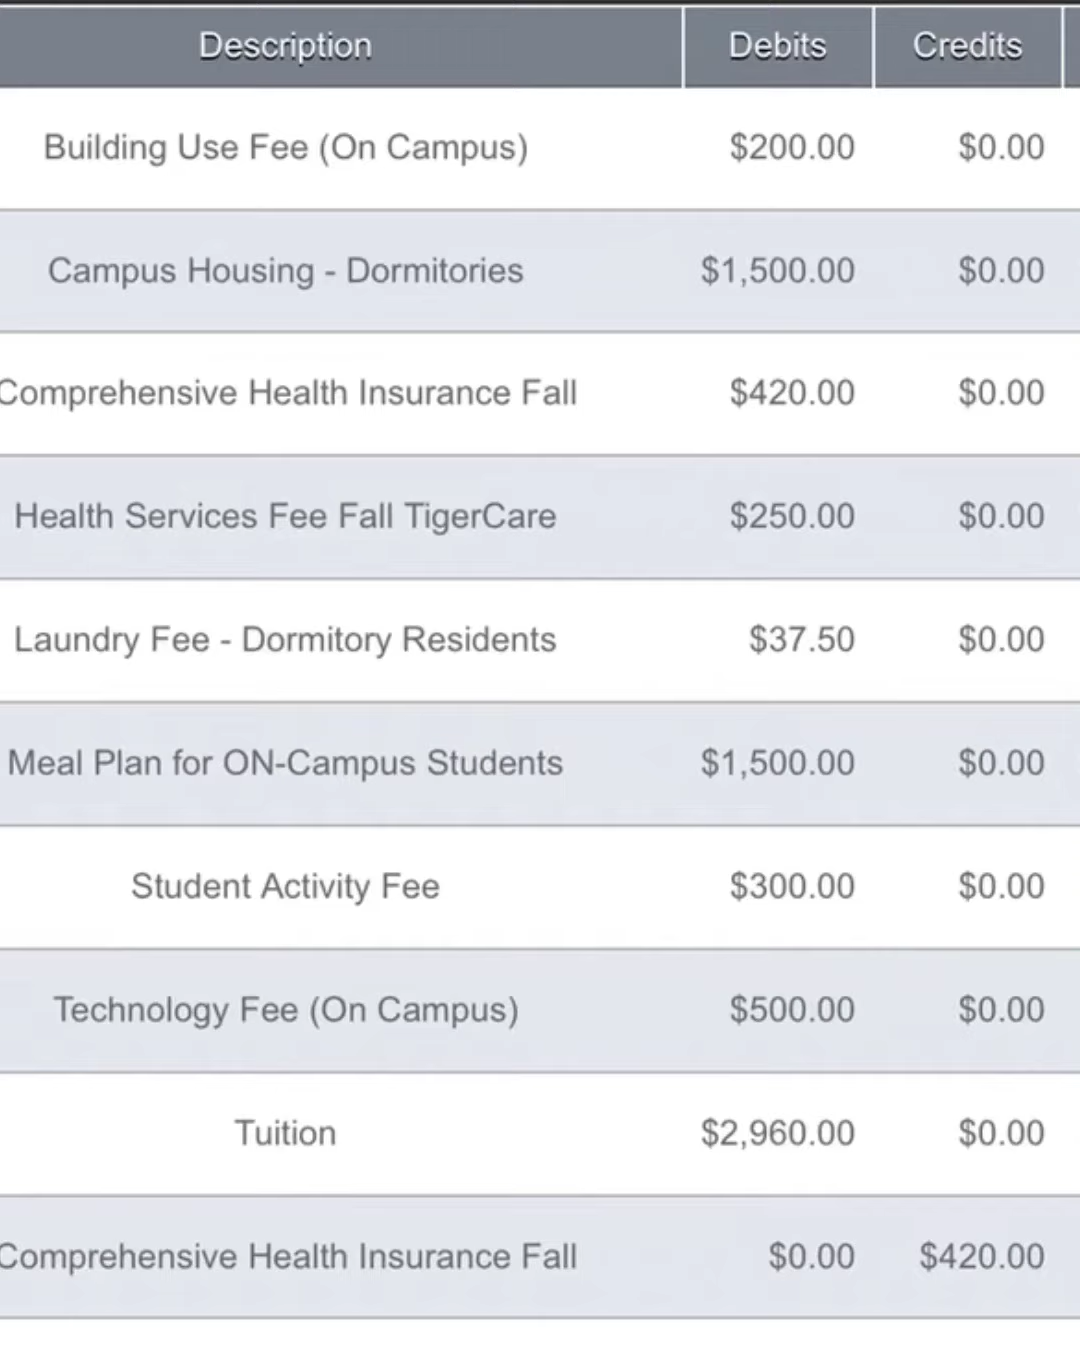 Description Debits Credits
Building Use Fee (On Campus) $200.00 $0.00
Campus Housing - Dormitories $1,500.00 $0.00
Comprehensive Health Insurance Fall $420.00 $0.00
Health Services Fee Fall TigerCare $250.00 $0.00
Laundry Fee - Dormitory Residents $37.50 $0.00
Meal Plan for ON-Campus Students $1,500.00 $0.00
Student Activity Fee $300.00 $0.00
Technology Fee (On Campus) $500.00 $0.00
Tuition $2,960.00 $0.00
Comprehensive Health Insurance Fall $0.00 $420.00